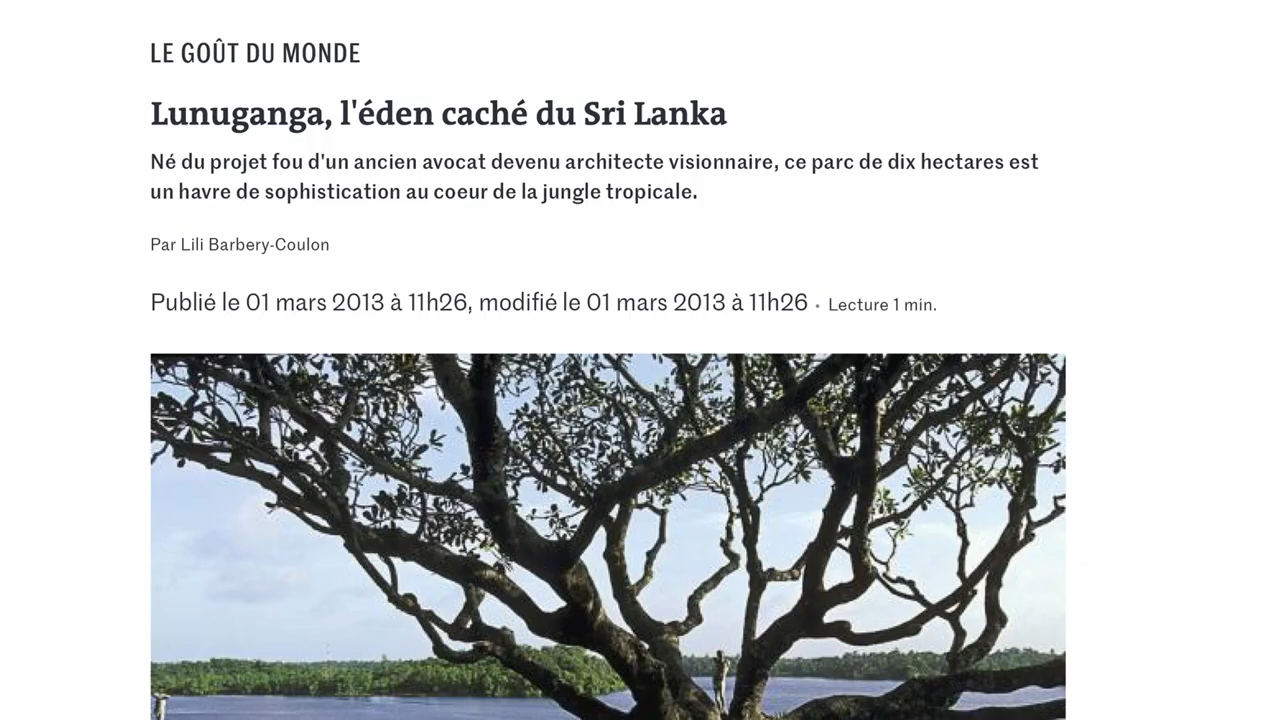 LE GOÛT DU MONDE
Lunuganga, l'éden caché du Sri Lanka
Né du projet fou d'un ancien avocat devenu architecte visionnaire, ce parc de dix hectares est
un havre de sophistication au coeur de la jungle tropicale.
Par Lili Barbery-Coulon
Publié le 01 mars 2013 à 11h26, modifié le 01 mars 2013 à 11h26 • Lecture 1 min.